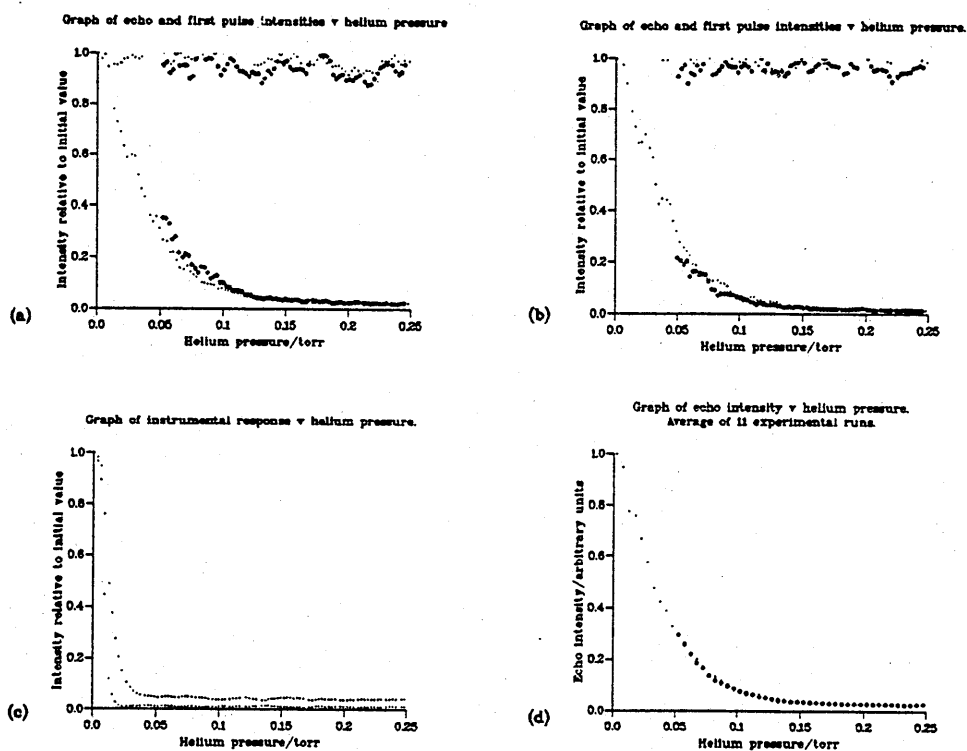 Graph of echo and first pulse intensities v helium pressure
Intensity relative to initial value
1.0
0.8
0.6
0.4
0.2
0.0
0.0 0.05 0.1 0.15 0.2 0.25
Helium pressure/torr
(a)
Graph of echo and first pulse intensities v helium pressure.
Intensity relative to initial value
1.0
0.8
0.6
0.4
0.2
0.0
0.0 0.05 0.1 0.15 0.2 0.25
Helium pressure/torr
(b)
Graph of instrumental response v helium pressure.
Intensity relative to initial value
1.0
0.8
0.6
0.4
0.2
0.0
0.0 0.05 0.1 0.15 0.2 0.25
Helium pressure/torr
(c)
Graph of echo intensity v helium pressure.
Average of 11 experimental runs.
Echo intensity/arbitrary units
1.0
0.8
0.6
0.4
0.2
0.0
0.0 0.05 0.1 0.15 0.2 0.25
Helium pressure/torr
(d)